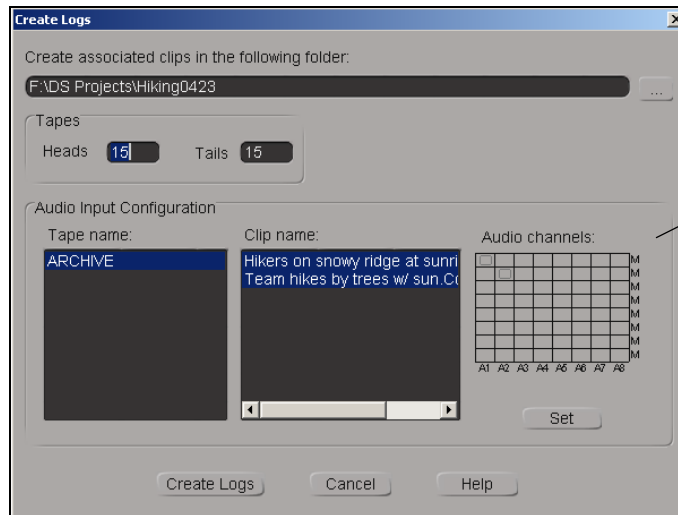 Create Logs
Create associated clips in the following folder:
F:\DS Projects\Hiking0423
...
Tapes
Heads 15 Tails 15
Audio Input Configuration
Tape name:
ARCHIVE
Clip name:
Hikers on snowy ridge at sunri
Team hikes by trees w/ sun.Co
Audio channels:
M
M
M
M
M
M
M
M
A1 A2 A3 A4 A5 A6 A7 A8
Set
Create Logs Cancel Help